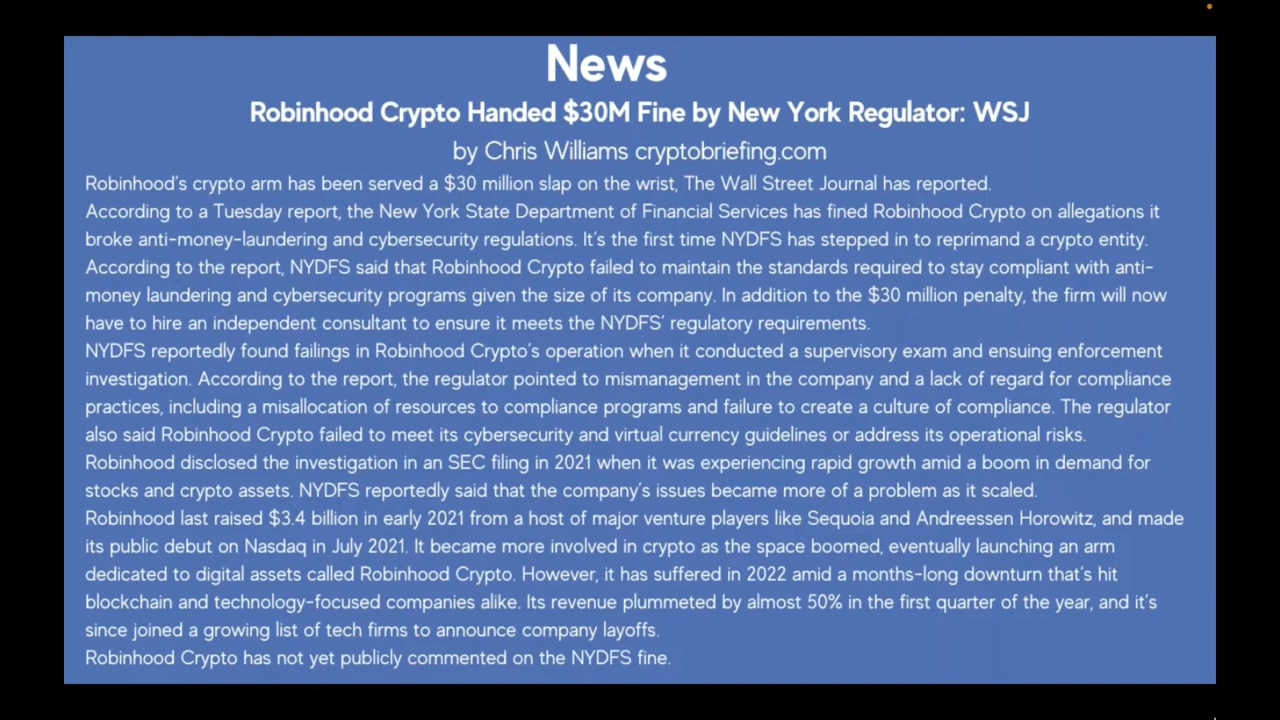 News
Robinhood Crypto Handed $30M Fine by New York Regulator: WSJ
by Chris Williams cryptobriefing.com
Robinhood's crypto arm has been served a $30 million slap on the wrist, The Wall Street Journal has reported.
According to a Tuesday report, the New York State Department of Financial Services has fined Robinhood Crypto on allegations it
broke anti-money-laundering and cybersecurity regulations. It's the first time NYDFS has stepped in to reprimand a crypto entity.
According to the report, NYDFS said that Robinhood Crypto failed to maintain the standards required to stay compliant with anti-
money laundering and cybersecurity programs given the size of its company. In addition to the $30 million penalty, the firm will now
have to hire an independent consultant to ensure it meets the NYDFS' regulatory requirements.
NYDFS reportedly found failings in Robinhood Crypto's operation when it conducted a supervisory exam and ensuing enforcement
investigation. According to the report, the regulator pointed to mismanagement in the company and a lack of regard for compliance
practices, including a misallocation of resources to compliance programs and failure to create a culture of compliance. The regulator
also said Robinhood Crypto failed to meet its cybersecurity and virtual currency guidelines or address its operational risks.
Robinhood disclosed the investigation in an SEC filing in 2021 when it was experiencing rapid growth amid a boom in demand for
stocks and crypto assets. NYDFS reportedly said that the company's issues became more of a problem as it scaled.
Robinhood last raised $3.4 billion in early 2021 from a host of major venture players like Sequoia and Andreessen Horowitz, and made
its public debut on Nasdaq in July 2021. It became more involved in crypto as the space boomed, eventually launching an arm
dedicated to digital assets called Robinhood Crypto. However, it has suffered in 2022 amid a months-long downturn that's hit
blockchain and technology-focused companies alike. Its revenue plummeted by almost 50% in the first quarter of the year, and it's
since joined a growing list of tech firms to announce company layoffs.
Robinhood Crypto has not yet publicly commented on the NYDFS fine.